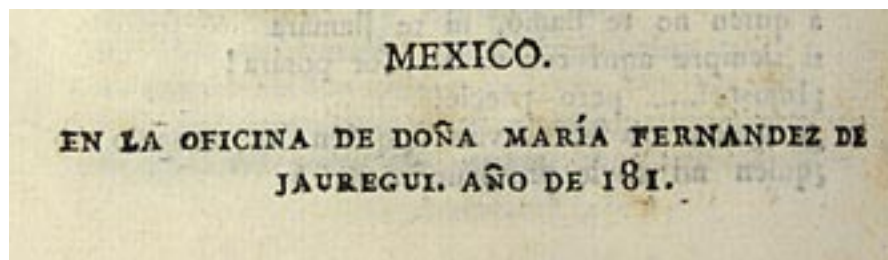 MEXICO.
EN LA OFICINA DE DOÑA MARÍA FERNANDEZ DE
JAUREGUI. AÑO DE 181.